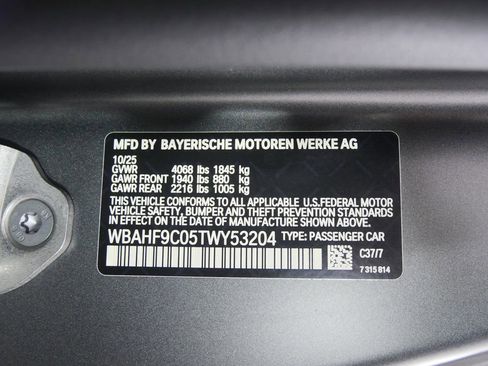 MFD BY BAYERISCHE MOTOREN WERKE AG
10/25
GVWR 4068 lbs 1845 kg
GAWR FRONT 1940 lbs 880 kg
GAWR REAR 2216 lbs 1005 kg
THIS VEHICLE CONFORMS TO ALL APPLICABLE U.S.FEDERAL MOTOR
VEHICLE SAFETY, BUMPER, AND THEFT PREVENTION STANDARDS
IN EFFECT ON THE DATE OF MANUFACTURE SHOWN ABOVE.
WBAHF9C05TWY53204 TYPE: PASSENGER CAR
C37/7
7 315 814